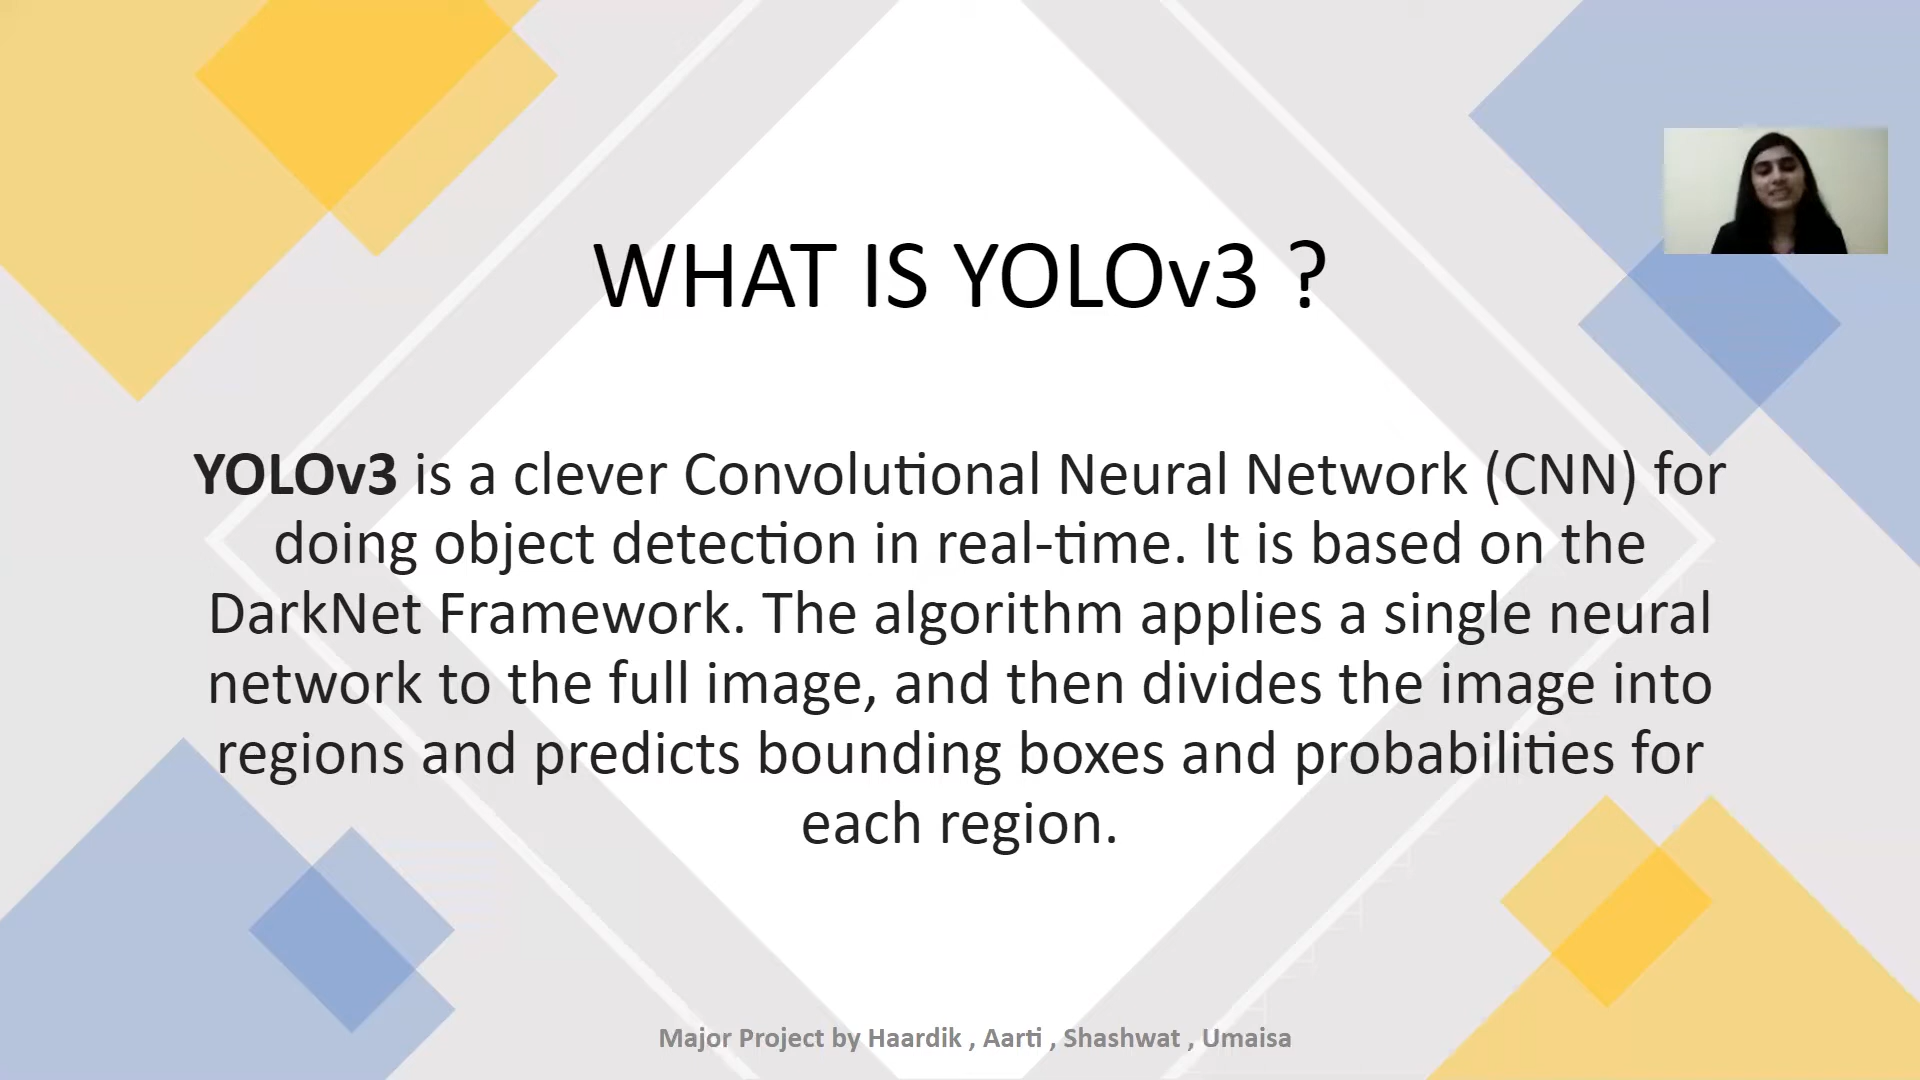 WHAT IS YOLOv3 ?
YOLOv3 is a clever Convolutional Neural Network (CNN) for
doing object detection in real-time. It is based on the
DarkNet Framework. The algorithm applies a single neural
network to the full image, and then divides the image into
regions and predicts bounding boxes and probabilities for
each region.
Major Project by Haardik , Aarti , Shashwat , Umaisa